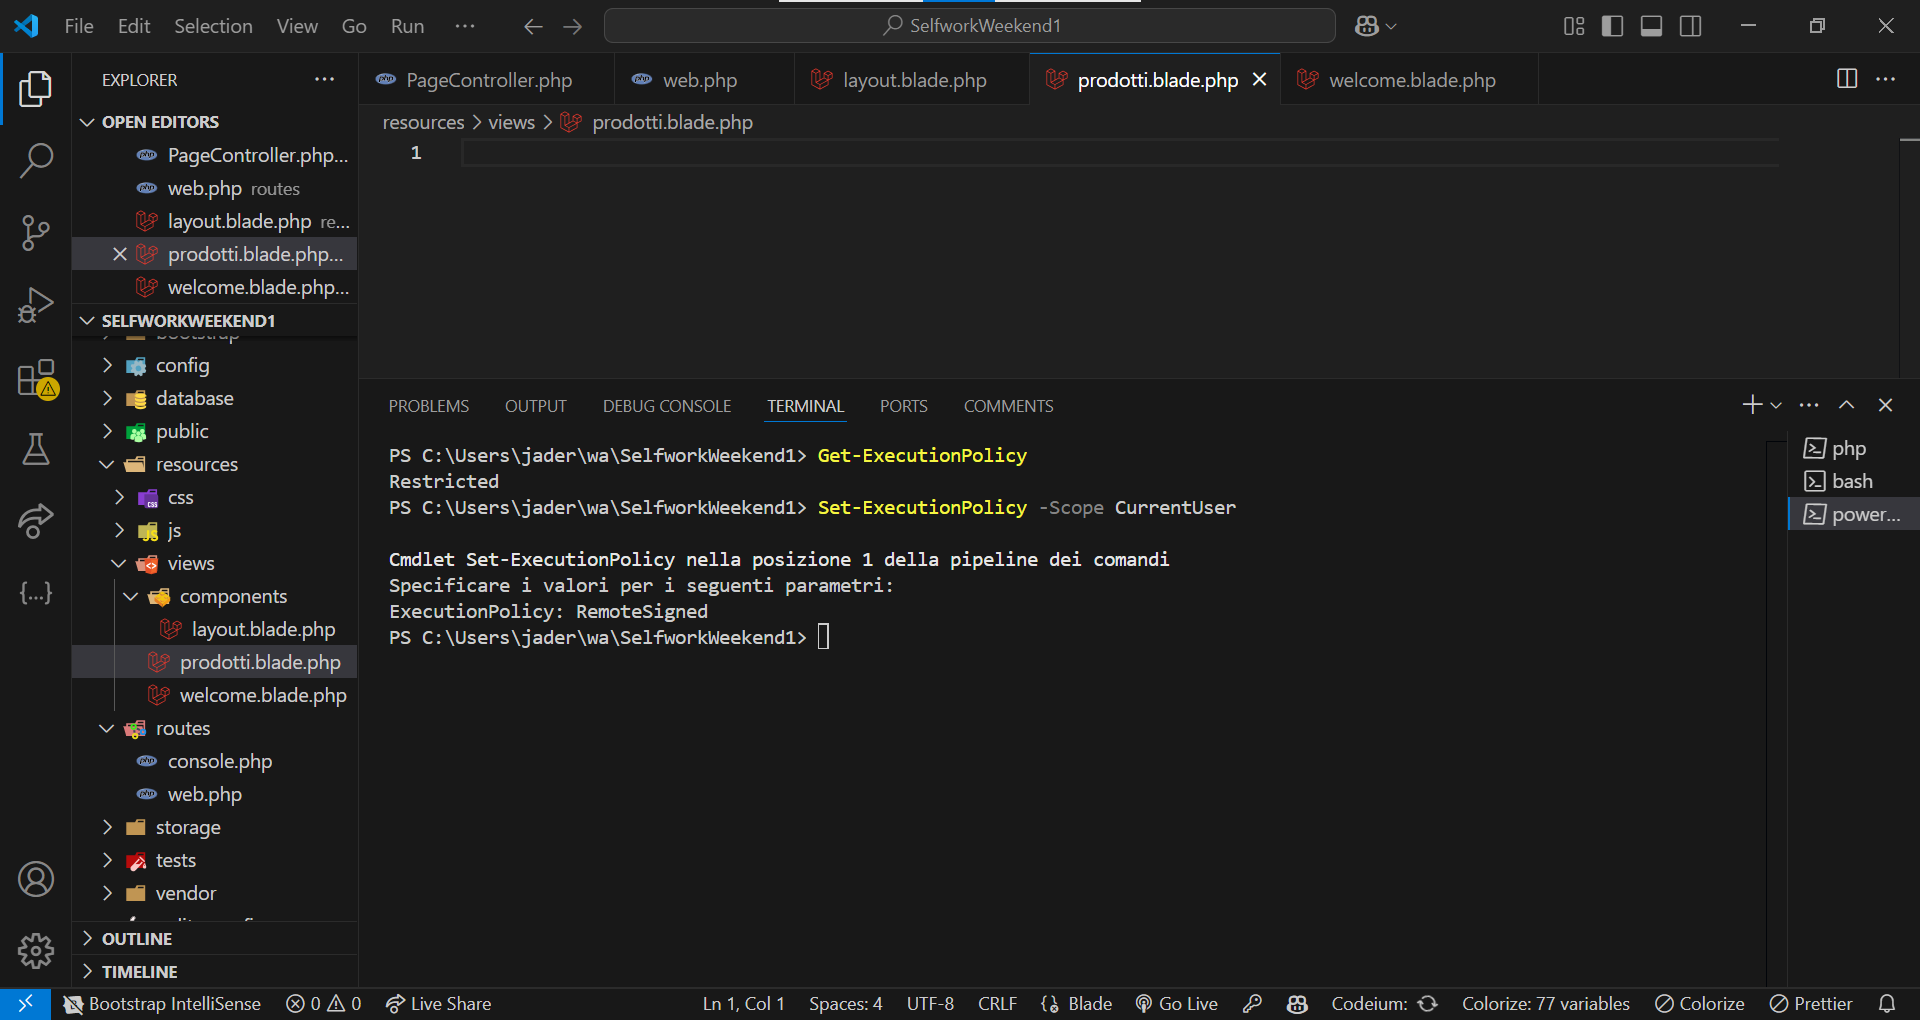 File Edit Selection View Go Run ···
SelfworkWeekend1
EXPLORER
OPEN EDITORS
PageController.php...
web.php routes
layout.blade.php re...
prodotti.blade.php...
welcome.blade.php...
SELFWORKWEEKEND1
bootstrap
config
database
public
resources
css
js
views
components
layout.blade.php
prodotti.blade.php
welcome.blade.php
routes
console.php
web.php
storage
tests
vendor
OUTLINE
TIMELINE
PageController.php web.php layout.blade.php prodotti.blade.php welcome.blade.php
resources > views > prodotti.blade.php
1
PROBLEMS OUTPUT DEBUG CONSOLE TERMINAL PORTS COMMENTS
PS C:\Users\jader\wa\SelfworkWeekend1> Get-ExecutionPolicy
Restricted
PS C:\Users\jader\wa\SelfworkWeekend1> Set-ExecutionPolicy -Scope CurrentUser
Cmdlet Set-ExecutionPolicy nella posizione 1 della pipeline dei comandi
Specificare i valori per i seguenti parametri:
ExecutionPolicy: RemoteSigned
PS C:\Users\jader\wa\SelfworkWeekend1>
php
bash
power...
Bootstrap IntelliSense 0 0 Live Share Ln 1, Col 1 Spaces: 4 UTF-8 CRLF Blade Go Live Codeium: Colorize: 77 variables Colorize Prettier